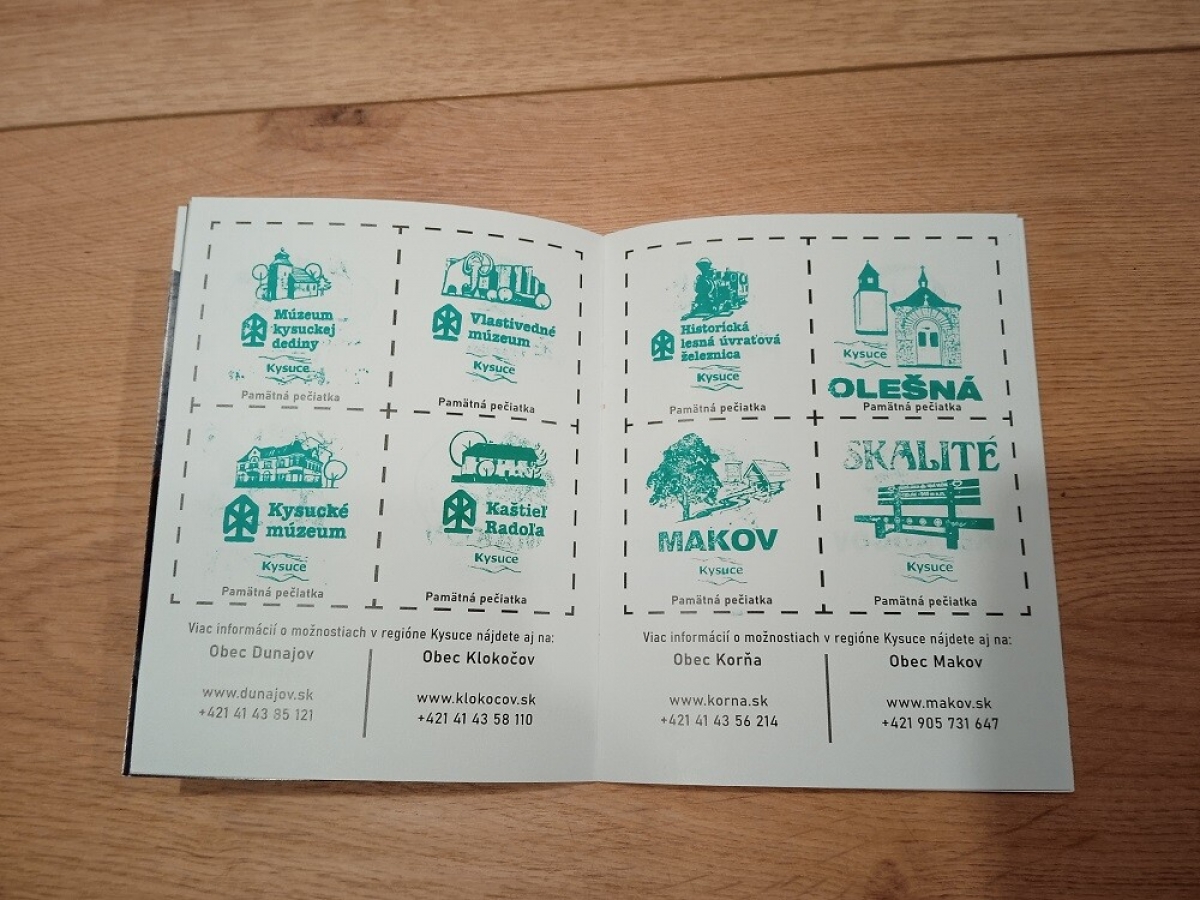 Múzeum
kysuckej
dediny
Kysuce
Pamätná pečiatka
Vlastivedné
múzeum
Kysuce
Pamätná pečiatka
Kysucké
múzeum
Kysuce
Pamätná pečiatka
Kaštieľ
Radoľa
Kysuce
Pamätná pečiatka
Viac informácií o možnostiach v regióne Kysuce nájdete aj na:
Obec Dunajov
www.dunajov.sk
+421 41 43 85 121
Obec Klokočov
www.klokocov.sk
+421 41 43 58 110
Historická
lesná úvraťová
železnica
Kysuce
Pamätná pečiatka
Kysuce
OLEŠNÁ
Pamätná pečiatka
MAKOV
Kysuce
Pamätná pečiatka
SKALITÉ
Kysuce
Pamätná pečiatka
Viac informácií o možnostiach v regióne Kysuce nájdete aj na:
Obec Korňa
www.korna.sk
+421 41 43 56 214
Obec Makov
www.makov.sk
+421 905 731 647